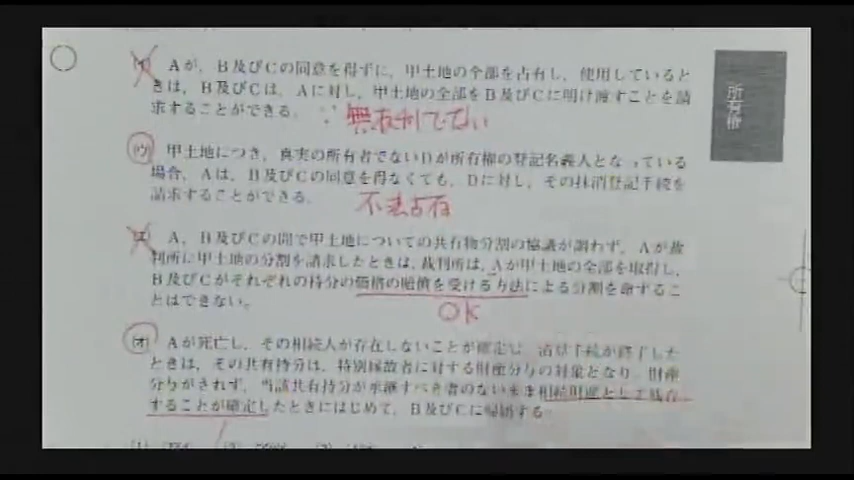 所有権
(イ) Aが、B及びCの同意を得ずに、甲土地の全部を占有し、使用していると
きは、B及びCは、Aに対し、甲土地の全部をB及びCに明け渡すことを請
求することができる。 ∵ 無権利でない
(ウ) 甲土地につき、真実の所有者でないDが所有権の登記名義人となっている
場合、Aは、B及びCの同意を得なくても、Dに対し、その抹消登記手続を
請求することができる。 不法占有
(エ) A、B及びCの間で甲土地についての共有物分割の協議が調わず、Aが裁
判所に甲土地の分割を請求したときは、裁判所は、Aが甲土地の全部を取得し、
B及びCがそれぞれの持分の価格の賠償を受ける方法による分割を命ずるこ
とはできない。
OK
(オ) Aが死亡し、その相続人が存在しないことが確定し、清算手続が終了した
ときは、その共有持分は、特別縁故者に対する財産分与の対象となり、財産
分与がされず、当該共有持分が承継すべき者のないまま相続財産として残存
することが確定したときにはじめて、B及びCに帰属する